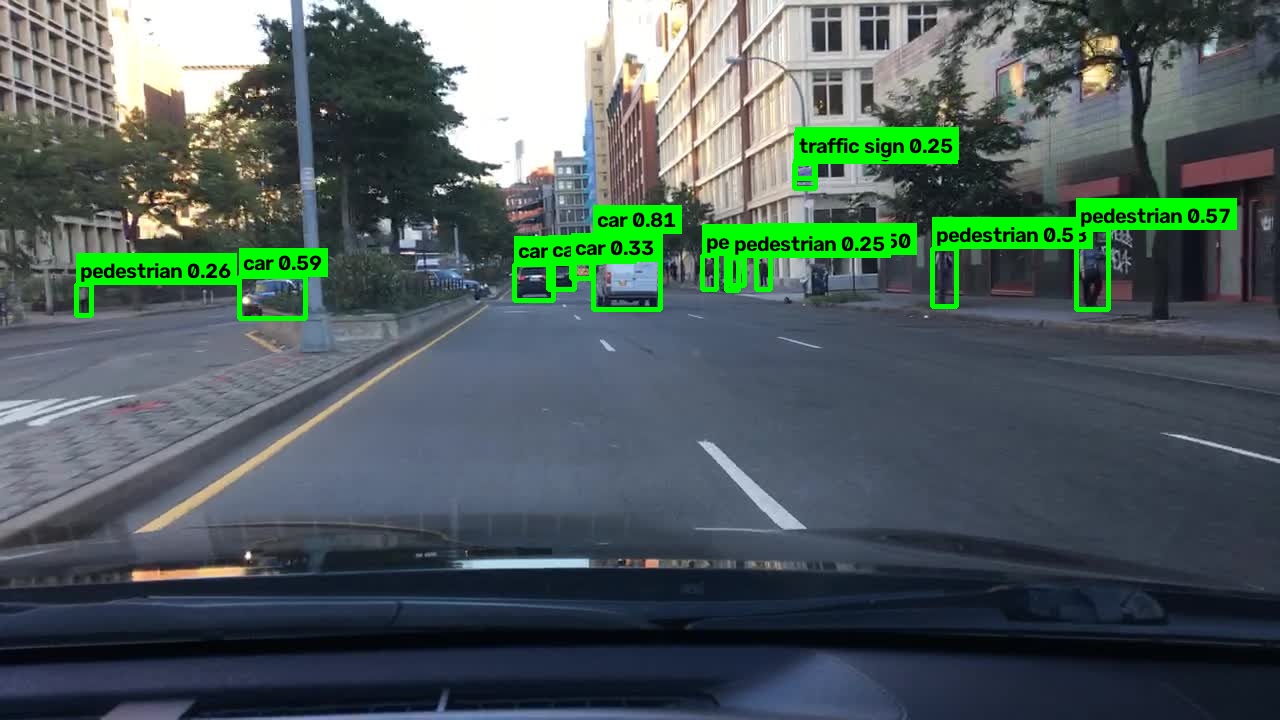 traffic sign 0.25
car 0.81
pedestrian 0.57
pedestrian 0.5
car
car 0.33
pedestrian 0.25
50
pedestrian 0.26
car 0.59